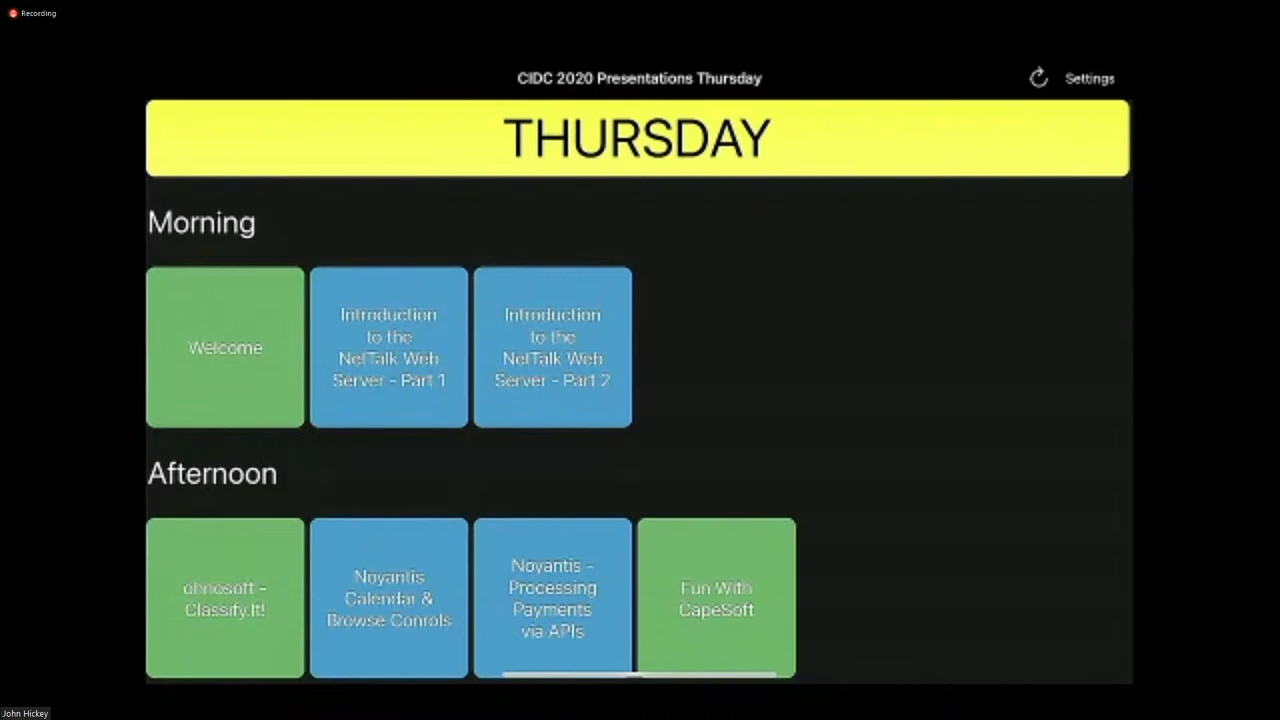 Recording
CIDC 2020 Presentations Thursday
Settings
THURSDAY
Morning
Welcome
Introduction
to the
NetTalk Web
Server - Part 1
Introduction
to the
NetTalk Web
Server - Part 2
Afternoon
ohnosoft -
Classify.It!
Noyantis
Calendar &
Browse Conrols
Noyantis -
Processing
Payments
via APIs
Fun With
CapeSoft
John Hickey